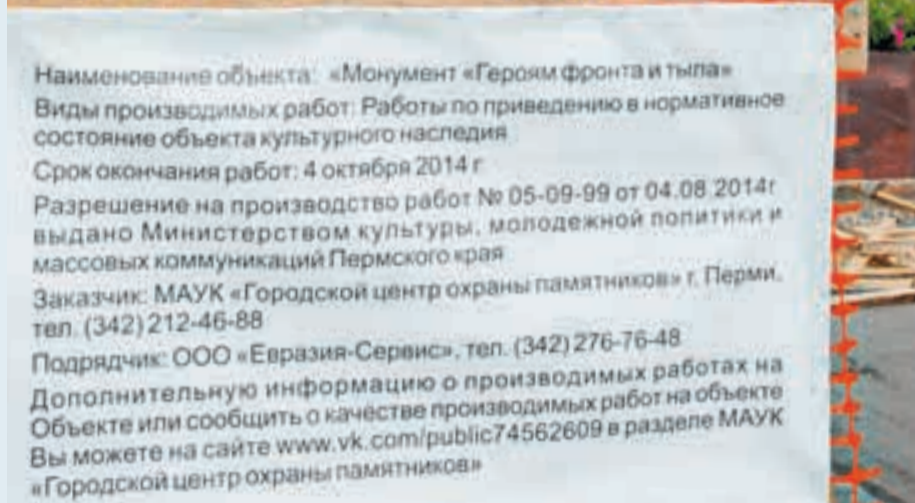 Наименование объекта: «Монумент «Героям фронта и тыла»
Виды производимых работ: Работы по приведению в нормативное
состояние объекта культурного наследия
Срок окончания работ: 4 октября 2014 г
Разрешение на производство работ № 05-09-99 от 04.08.2014г
выдано Министерством культуры, молодежной политики и
массовых коммуникаций Пермского края
Заказчик: МАУК «Городской центр охраны памятников» г. Перми,
тел. (342) 212-46-88
Подрядчик: ООО «Евразия-Сервис», тел. (342) 276-76-48
Дополнительную информацию о производимых работах на
Объекте или сообщить о качестве производимых работ на объекте
Вы можете на сайте www.vk.com/public74562609 в разделе МАУК
«Городской центр охраны памятников»